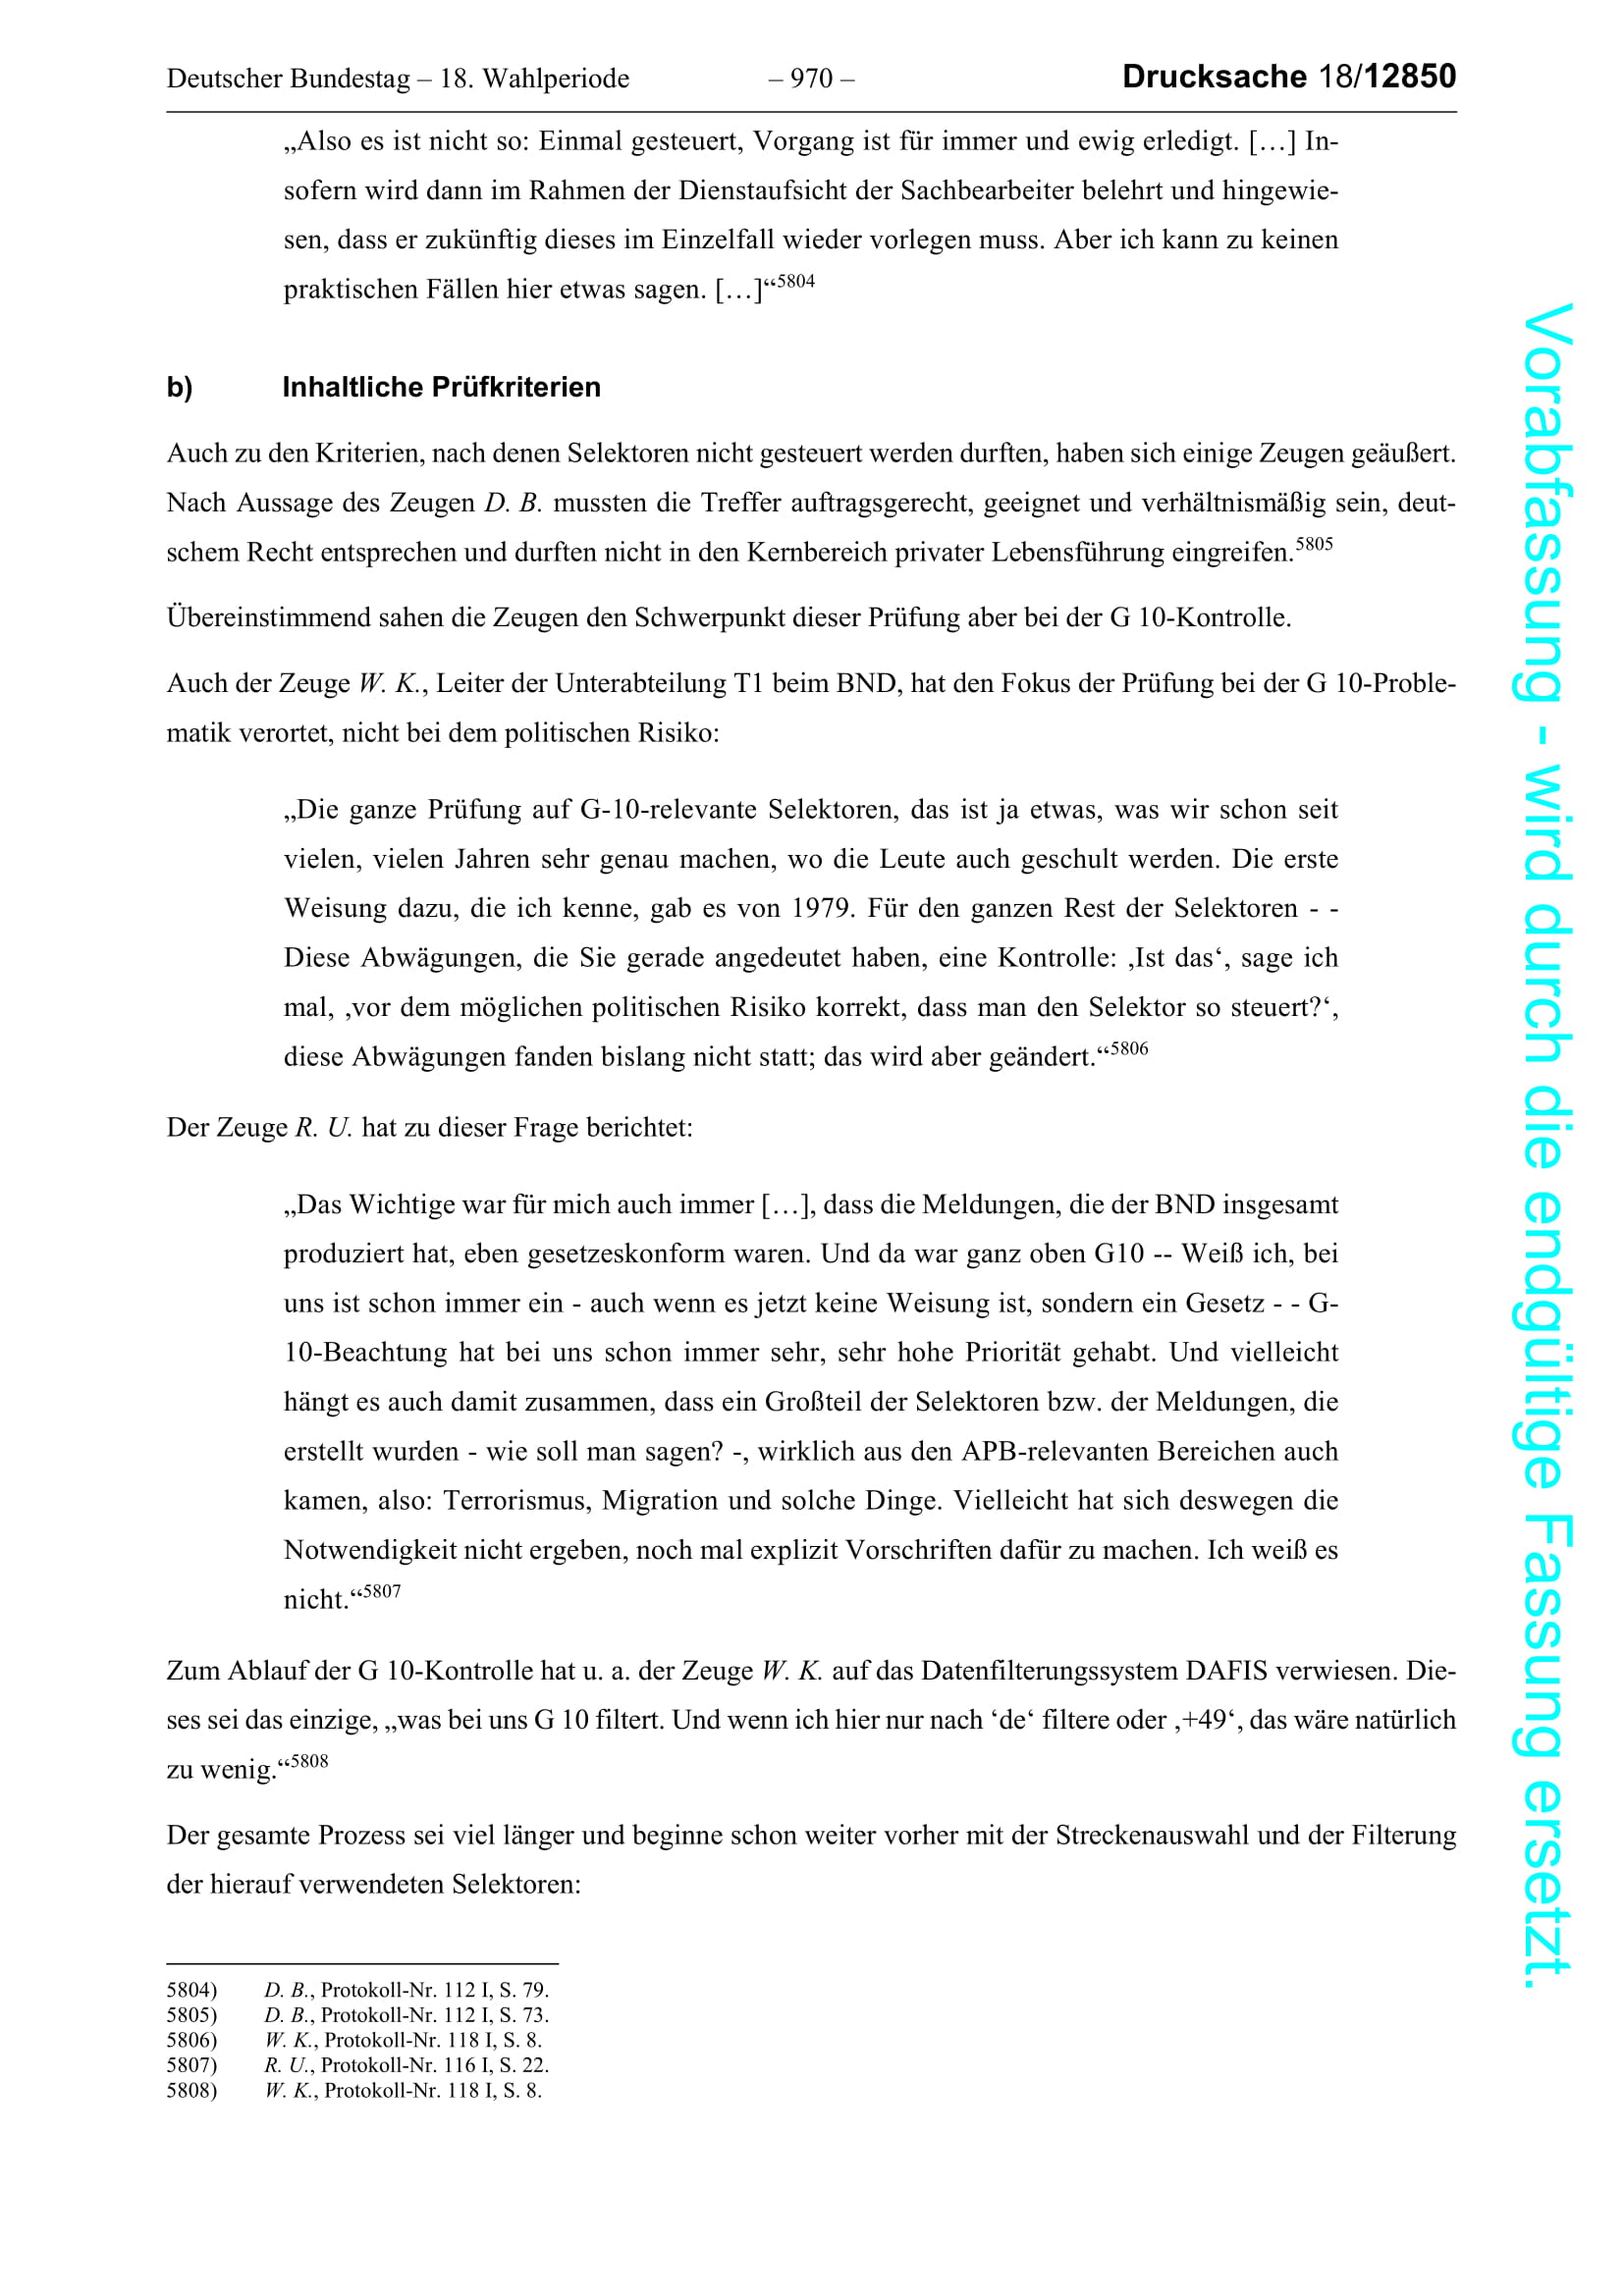 Deutscher Bundestag – 18. Wahlperiode – 970 – Drucksache 18/12850
„Also es ist nicht so: Einmal gesteuert, Vorgang ist für immer und ewig erledigt. […] In-
sofern wird dann im Rahmen der Dienstaufsicht der Sachbearbeiter belehrt und hingewie-
sen, dass er zukünftig dieses im Einzelfall wieder vorlegen muss. Aber ich kann zu keinen
praktischen Fällen hier etwas sagen. […]“5804
b) Inhaltliche Prüfkriterien
Auch zu den Kriterien, nach denen Selektoren nicht gesteuert werden durften, haben sich einige Zeugen geäußert.
Nach Aussage des Zeugen D. B. mussten die Treffer auftragsgerecht, geeignet und verhältnismäßig sein, deut-
schem Recht entsprechen und durften nicht in den Kernbereich privater Lebensführung eingreifen.5805
Übereinstimmend sahen die Zeugen den Schwerpunkt dieser Prüfung aber bei der G 10-Kontrolle.
Auch der Zeuge W. K., Leiter der Unterabteilung T1 beim BND, hat den Fokus der Prüfung bei der G 10-Proble-
matik verortet, nicht bei dem politischen Risiko:
„Die ganze Prüfung auf G-10-relevante Selektoren, das ist ja etwas, was wir schon seit
vielen, vielen Jahren sehr genau machen, wo die Leute auch geschult werden. Die erste
Weisung dazu, die ich kenne, gab es von 1979. Für den ganzen Rest der Selektoren - -
Diese Abwägungen, die Sie gerade angedeutet haben, eine Kontrolle: ‚Ist das‘, sage ich
mal, ‚vor dem möglichen politischen Risiko korrekt, dass man den Selektor so steuert?‘,
diese Abwägungen fanden bislang nicht statt; das wird aber geändert.“5806
Der Zeuge R. U. hat zu dieser Frage berichtet:
„Das Wichtige war für mich auch immer […], dass die Meldungen, die der BND insgesamt
produziert hat, eben gesetzeskonform waren. Und da war ganz oben G10 -- Weiß ich, bei
uns ist schon immer ein - auch wenn es jetzt keine Weisung ist, sondern ein Gesetz - - G-
10-Beachtung hat bei uns schon immer sehr, sehr hohe Priorität gehabt. Und vielleicht
hängt es auch damit zusammen, dass ein Großteil der Selektoren bzw. der Meldungen, die
erstellt wurden - wie soll man sagen? -, wirklich aus den APB-relevanten Bereichen auch
kamen, also: Terrorismus, Migration und solche Dinge. Vielleicht hat sich deswegen die
Notwendigkeit nicht ergeben, noch mal explizit Vorschriften dafür zu machen. Ich weiß es
nicht.“5807
Zum Ablauf der G 10-Kontrolle hat u. a. der Zeuge W. K. auf das Datenfilterungssystem DAFIS verwiesen. Die-
ses sei das einzige, „was bei uns G 10 filtert. Und wenn ich hier nur nach ‘de‘ filtere oder ‚+49‘, das wäre natürlich
zu wenig.“5808
Der gesamte Prozess sei viel länger und beginne schon weiter vorher mit der Streckenauswahl und der Filterung
der hierauf verwendeten Selektoren:
5804) D. B., Protokoll-Nr. 112 I, S. 79.
5805) D. B., Protokoll-Nr. 112 I, S. 73.
5806) W. K., Protokoll-Nr. 118 I, S. 8.
5807) R. U., Protokoll-Nr. 116 I, S. 22.
5808) W. K., Protokoll-Nr. 118 I, S. 8.
Vorabfassung - wird durch die endgültige Fassung ersetzt.